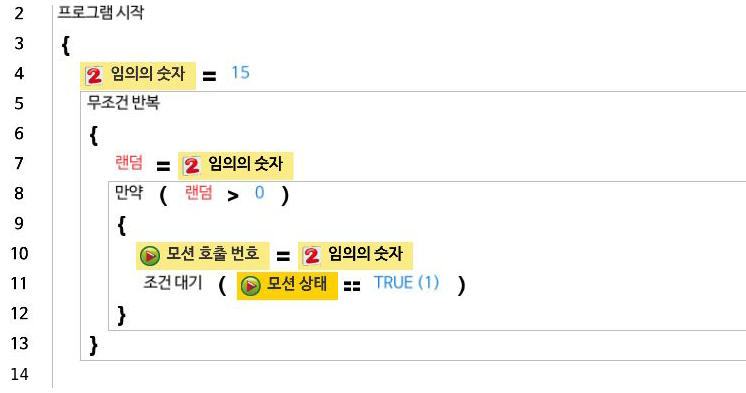 2 프로그램 시작
3 {
4 2 임의의 숫자 = 15
5 무조건 반복
6 {
7 랜덤 = 2 임의의 숫자
8 만약 ( 랜덤 > 0 )
9 {
10 모션 호출 번호 = 2 임의의 숫자
11 조건 대기 ( 모션 상태 == TRUE (1) )
12 }
13 }
14